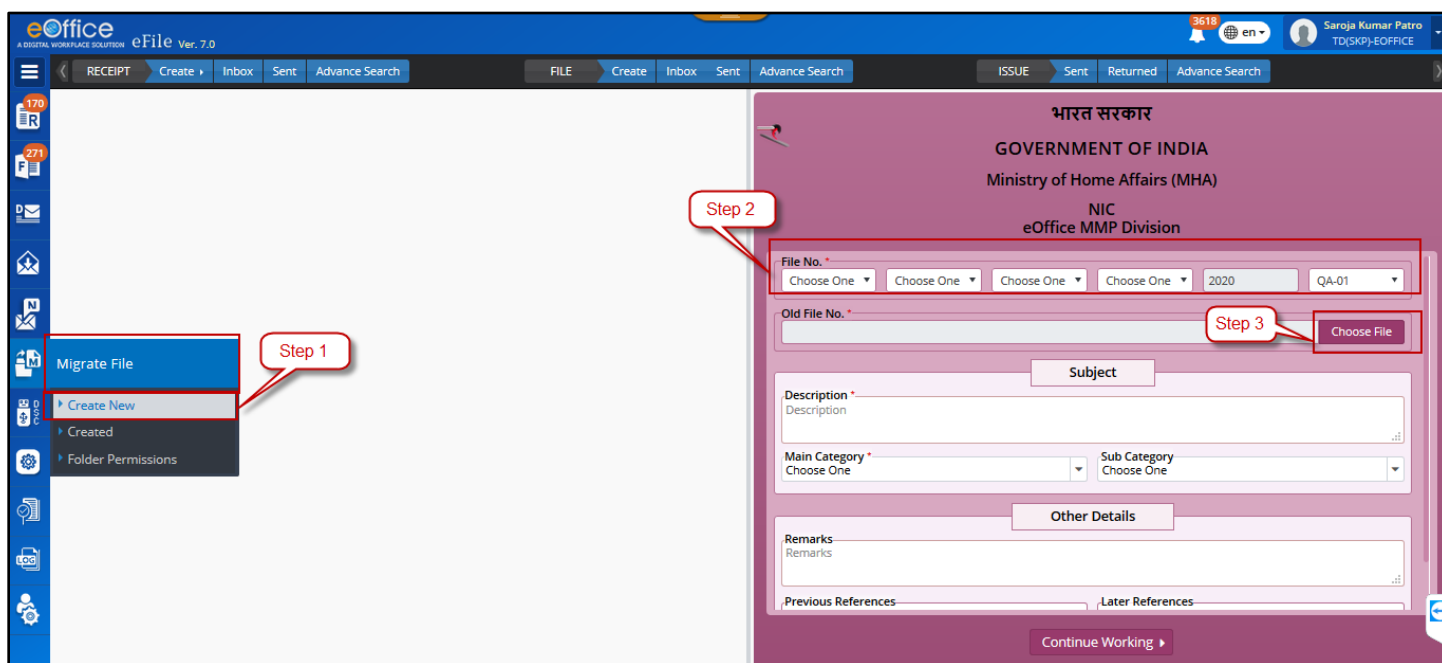 eOffice
A DIGITAL WORKPLACE SOLUTION eFile Ver. 7.0
3618 en Saroja Kumar Patro
TD(SKP)-EOFFICE
RECEIPT Create Inbox Sent Advance Search FILE Create Inbox Sent Advance Search ISSUE Sent Returned Advance Search
170
R
271
F
D
N
M
DSC
LOG
Migrate File
Create New
Created
Folder Permissions
Step 1
Step 2
Step 3
भारत सरकार
GOVERNMENT OF INDIA
Ministry of Home Affairs (MHA)
NIC
eOffice MMP Division
File No. *
Choose One Choose One Choose One Choose One 2020 QA-01
Old File No. *
Choose File
Subject
Description *
Description
Main Category * Sub Category
Choose One Choose One
Other Details
Remarks
Remarks
Previous References Later References
Continue Working